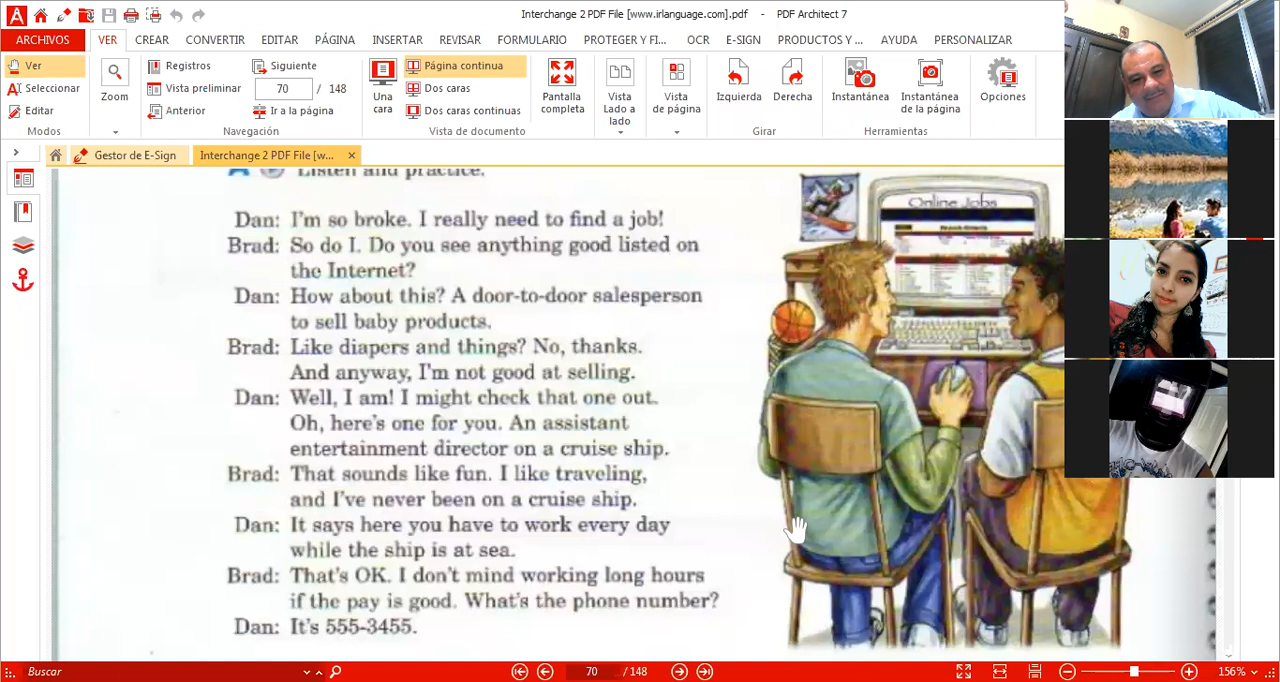 Interchange 2 PDF File [www.irlanguage.com].pdf - PDF Architect 7
ARCHIVOS VER CREAR CONVERTIR EDITAR PÁGINA INSERTAR REVISAR FORMULARIO PROTEGER Y FI... OCR E-SIGN PRODUCTOS Y ... AYUDA PERSONALIZAR
Ver
Seleccionar
Editar
Modos
Zoom
Registros
Vista preliminar
Anterior
Siguiente
70 / 148
Ir a la página
Navegación
Una cara
Página continua
Dos caras
Dos caras continuas
Vista de documento
Pantalla completa
Vista Lado a lado
Vista de página
Izquierda
Derecha
Girar
Instantánea
Instantánea de la página
Herramientas
Opciones
Gestor de E-Sign
Interchange 2 PDF File [w...
A Listen and practice.
Dan: I'm so broke. I really need to find a job!
Brad: So do I. Do you see anything good listed on
the Internet?
Dan: How about this? A door-to-door salesperson
to sell baby products.
Brad: Like diapers and things? No, thanks.
And anyway, I'm not good at selling.
Dan: Well, I am! I might check that one out.
Oh, here's one for you. An assistant
entertainment director on a cruise ship.
Brad: That sounds like fun. I like traveling,
and I've never been on a cruise ship.
Dan: It says here you have to work every day
while the ship is at sea.
Brad: That's OK. I don't mind working long hours
if the pay is good. What's the phone number?
Dan: It's 555-3455.
Online Jobs
Buscar
70 / 148
156%